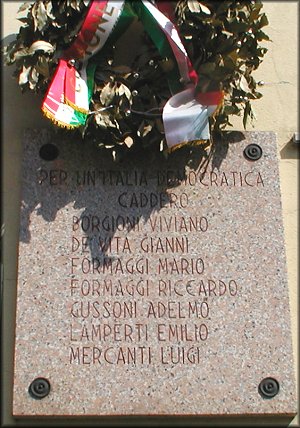 PER UN'ITALIA DEMOCRATICA
CADDERO
BORGIONI VIVIANO
DE VITA GIANNI
FORMAGGI MARIO
FORMAGGI RICCARDO
GUSSONI ADELMO
LAMPERTI EMILIO
MERCANTI LUIGI